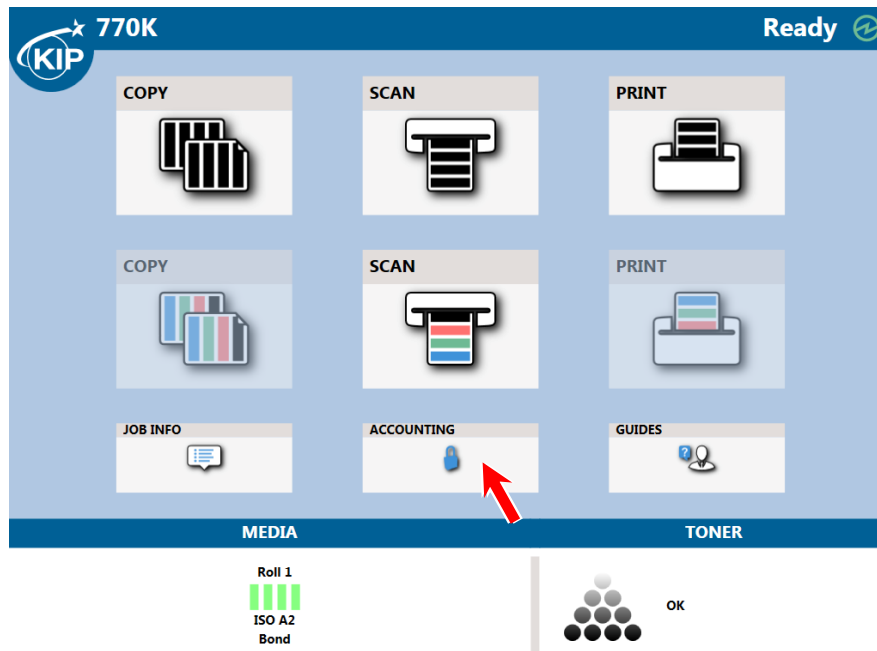 KIP
770K
Ready
COPY
SCAN
PRINT
COPY
SCAN
PRINT
JOB INFO
ACCOUNTING
GUIDES
?
MEDIA
TONER
Roll 1
ISO A2
Bond
OK